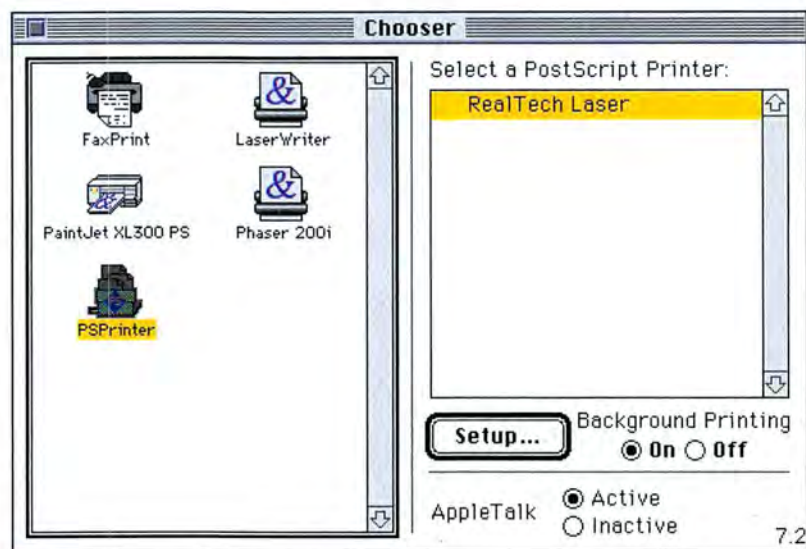 Chooser
FaxPrint
LaserWriter
PaintJet XL300 PS
Phaser 200i
PSPrinter
Select a PostScript Printer:
RealTech Laser
Setup...
Background Printing
On Off
AppleTalk
Active
Inactive
7.2